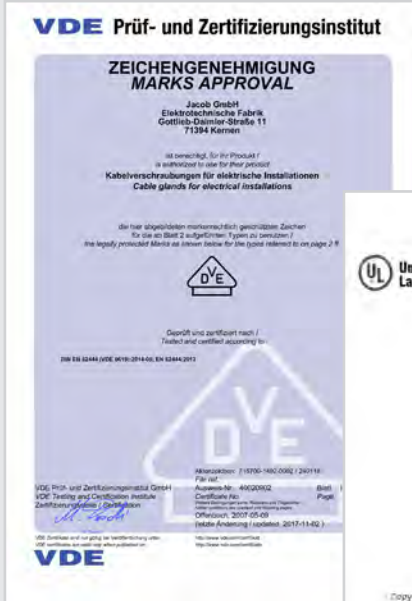 VDE Prüf- und Zertifizierungsinstitut
ZEICHENGENEHMIGUNG
MARKS APPROVAL
Jacob GmbH
Elektrotechnische Fabrik
Gottlieb-Daimler-Straße 11
71394 Kernen
ist berechtigt, für ihr Produkt /
is authorized to use for their product
Kabelverschraubungen für elektrische Installationen
Cable glands for electrical installations
die hier abgebildeten markenrechtlich geschützten Zeichen
für die ab Blatt 2 aufgeführten Typen zu benutzen /
the legally protected Marks as shown below for the types referred to on page 2 ff.
DVE
Geprüft und zertifiziert nach /
Tested and certified according to
DIN EN 62444 (VDE 0619):2014-05; EN 62444:2013
DVE
VDE Prüf- und Zertifizierungsinstitut GmbH
VDE Testing and Certification Institute
Zertifizierungsstelle / Certification
Aktenzeichen:
File ref.:
Ausweis-Nr. 40020902 Blatt
Certificate No. Page
Offenbach, 2007-05-09
(letzte Änderung / updated 2017-11-02)
VDE
UL
Un
La
Copy